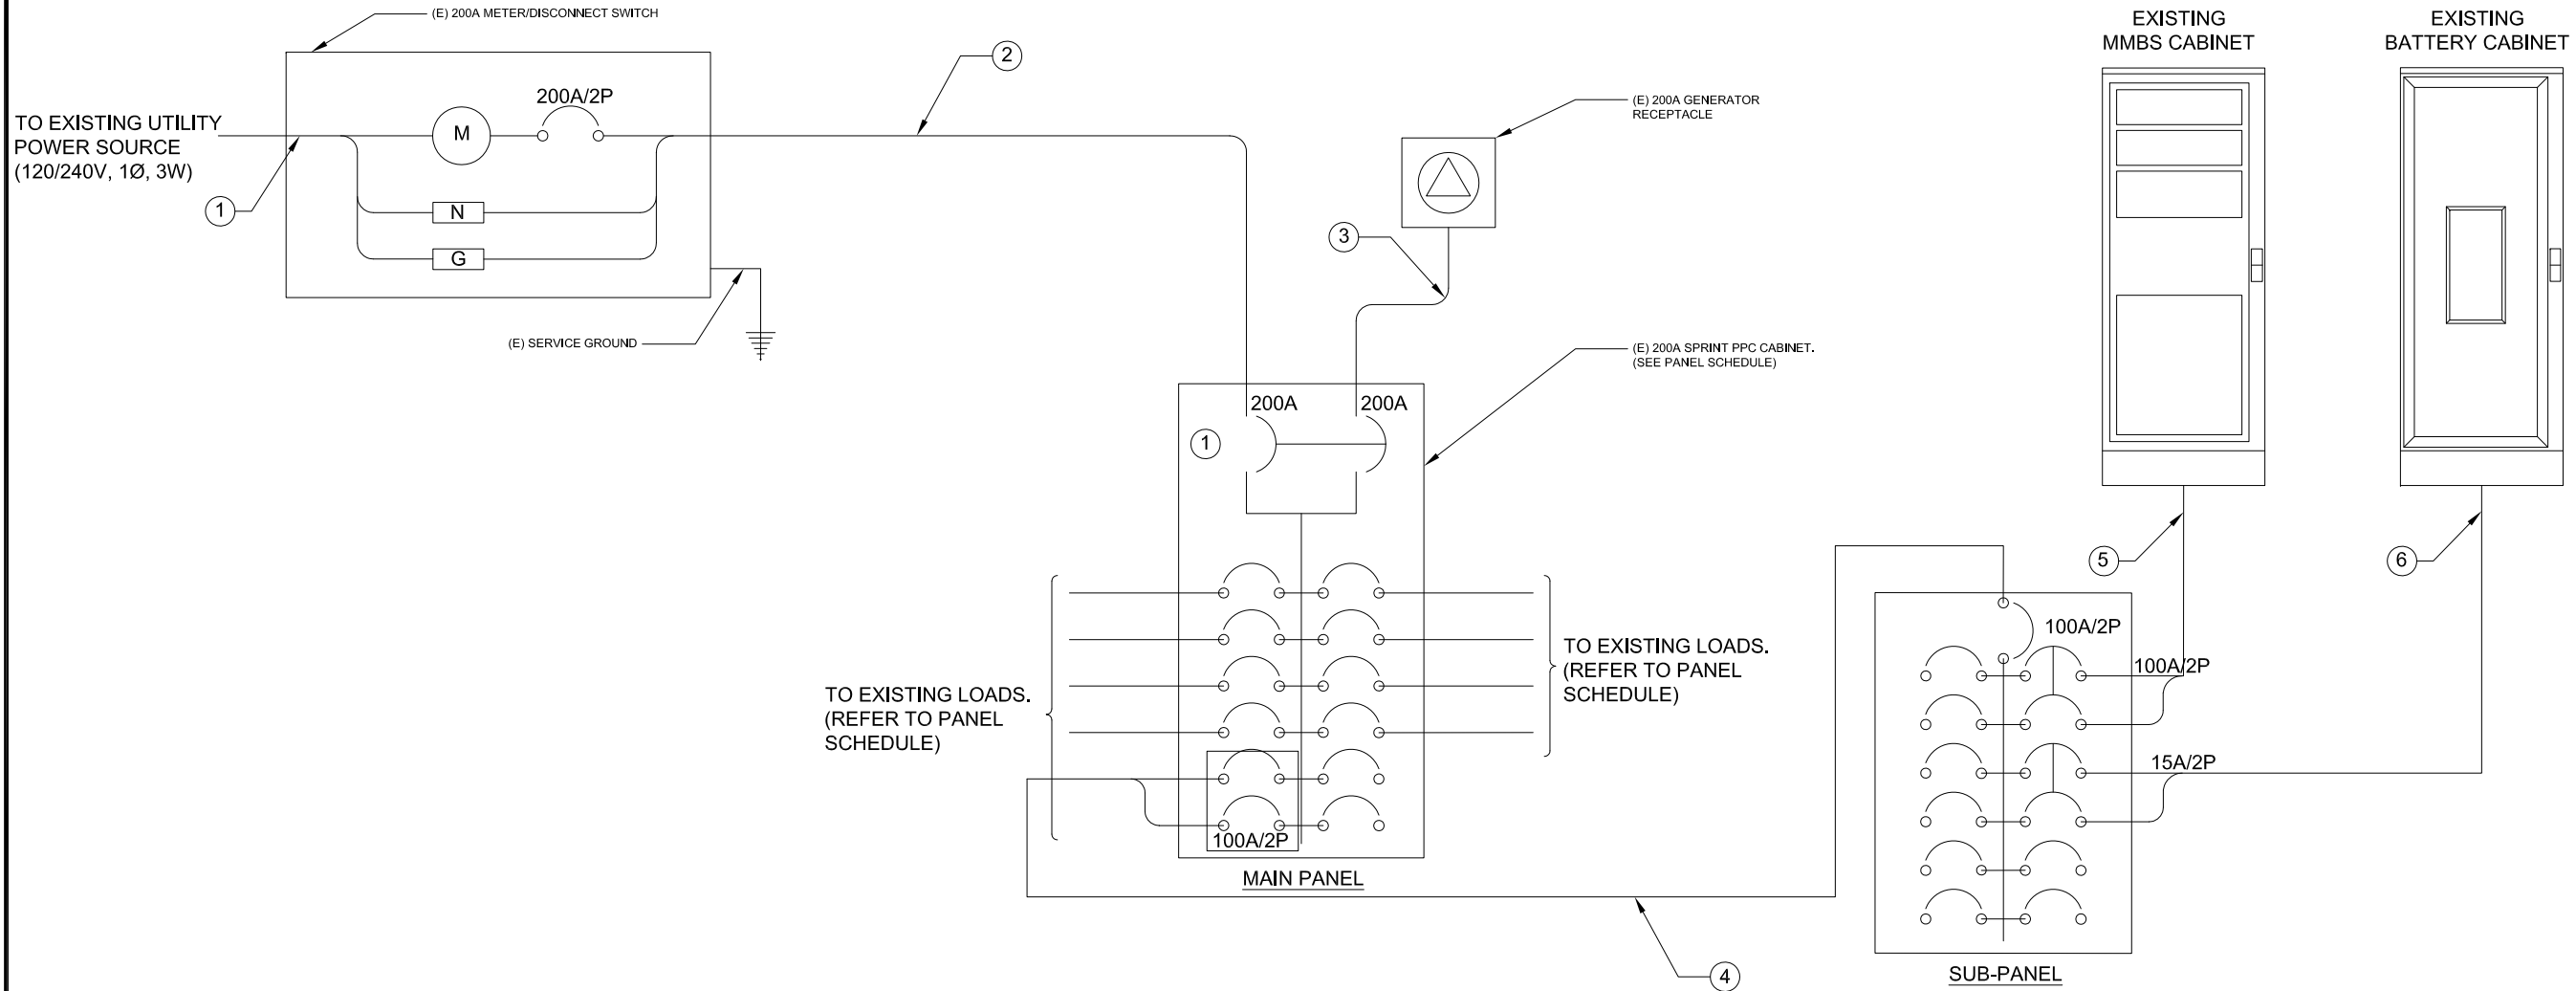 (E) 200A METER/DISCONNECT SWITCH
EXISTING
MMBS CABINET
EXISTING
BATTERY CABINET
2
200A/2P
TO EXISTING UTILITY
POWER SOURCE
(120/240V, 1Ø, 3W)
M
N
G
1
(E) 200A GENERATOR
RECEPTACLE
3
(E) SERVICE GROUND
(E) 200A SPRINT PPC CABINET.
(SEE PANEL SCHEDULE)
200A
200A
1
5
6
TO EXISTING LOADS.
(REFER TO PANEL
SCHEDULE)
TO EXISTING LOADS.
(REFER TO PANEL
SCHEDULE)
100A/2P
100A/2P
15A/2P
100A/2P
MAIN PANEL
4
SUB-PANEL